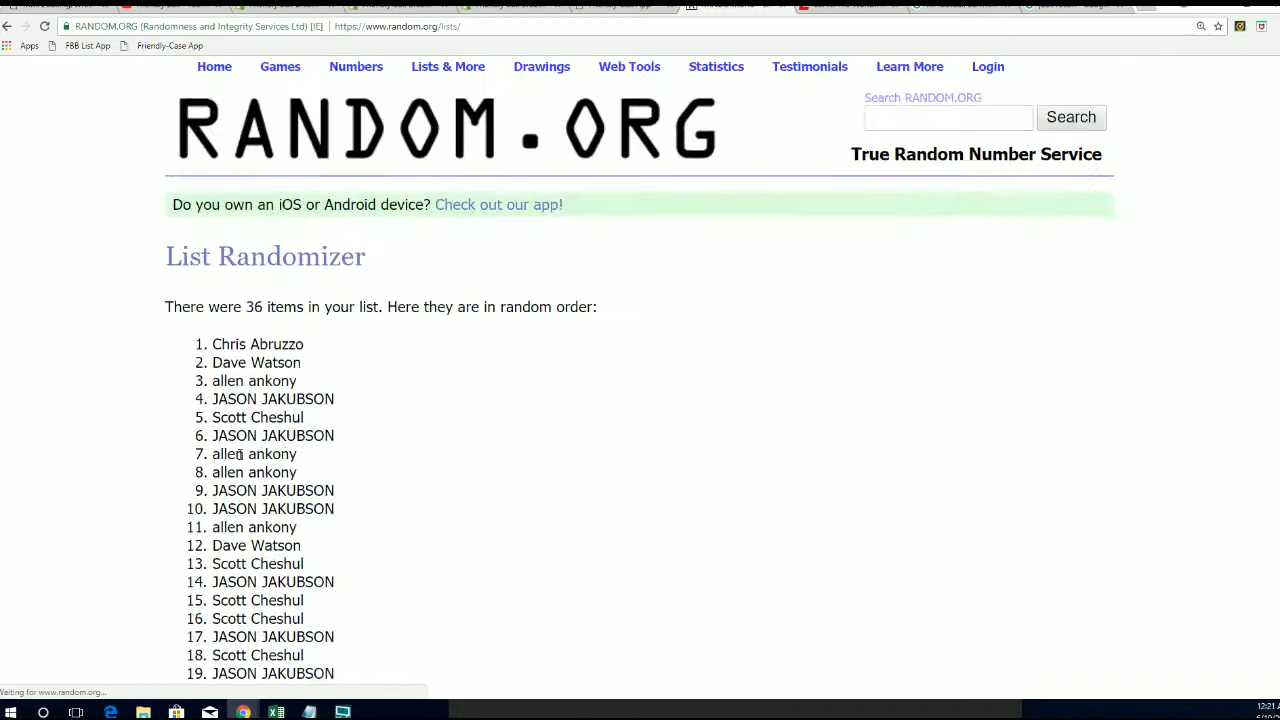 RANDOM.ORG (Randomness and Integrity Services Ltd) [IE] | https://www.random.org/lists/
Apps FBB List App Friendly-Case App
Home Games Numbers Lists & More Drawings Web Tools Statistics Testimonials Learn More Login
RANDOM.ORG
Search RANDOM.ORG
Search
True Random Number Service
Do you own an iOS or Android device? Check out our app!
List Randomizer
There were 36 items in your list. Here they are in random order:
1. Chris Abruzzo
2. Dave Watson
3. allen ankony
4. JASON JAKUBSON
5. Scott Cheshul
6. JASON JAKUBSON
7. allen ankony
8. allen ankony
9. JASON JAKUBSON
10. JASON JAKUBSON
11. allen ankony
12. Dave Watson
13. Scott Cheshul
14. JASON JAKUBSON
15. Scott Cheshul
16. Scott Cheshul
17. JASON JAKUBSON
18. Scott Cheshul
19. JASON JAKUBSON
Waiting for www.random.org...
12:21